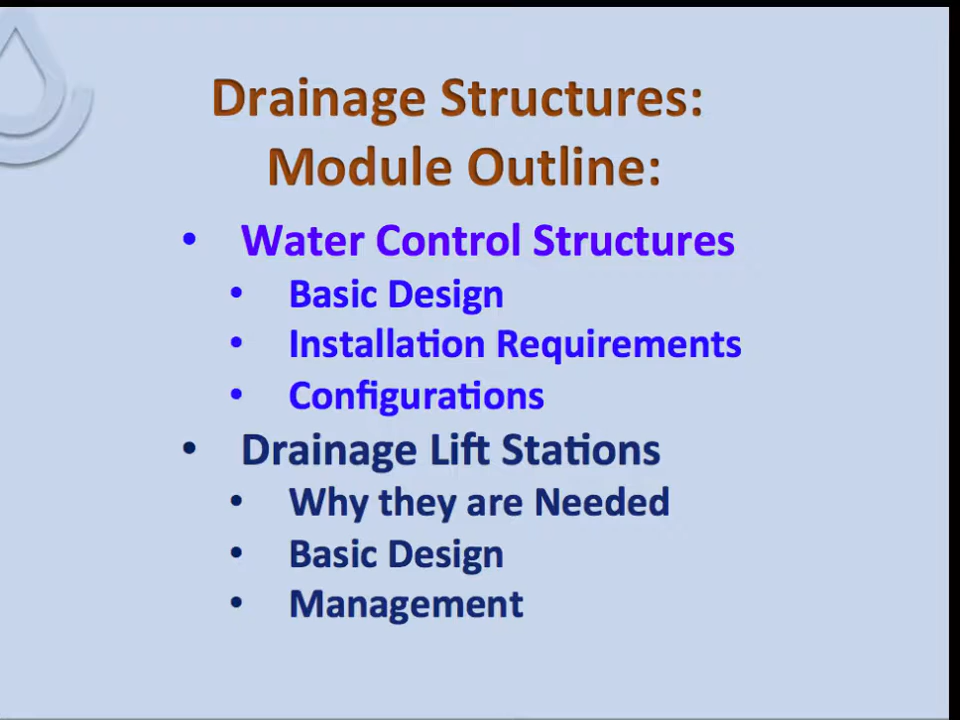 Drainage Structures:
Module Outline:
• Water Control Structures
• Basic Design
• Installation Requirements
• Configurations
• Drainage Lift Stations
• Why they are Needed
• Basic Design
• Management